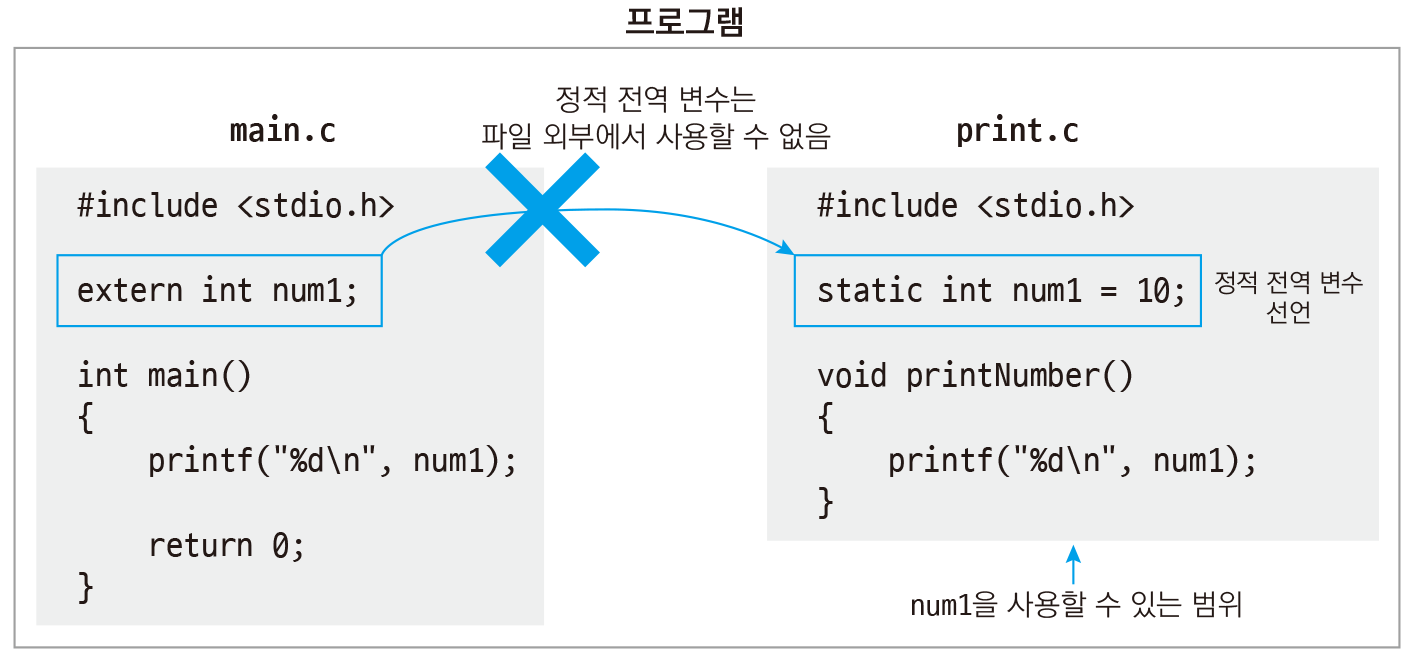 프로그램
정적 전역 변수는
파일 외부에서 사용할 수 없음
main.c
#include <stdio.h>
extern int num1;
int main()
{
    printf("%d\n", num1);
    return 0;
}
print.c
#include <stdio.h>
static int num1 = 10;
정적 전역 변수
선언
void printNumber()
{
    printf("%d\n", num1);
}
num1을 사용할 수 있는 범위